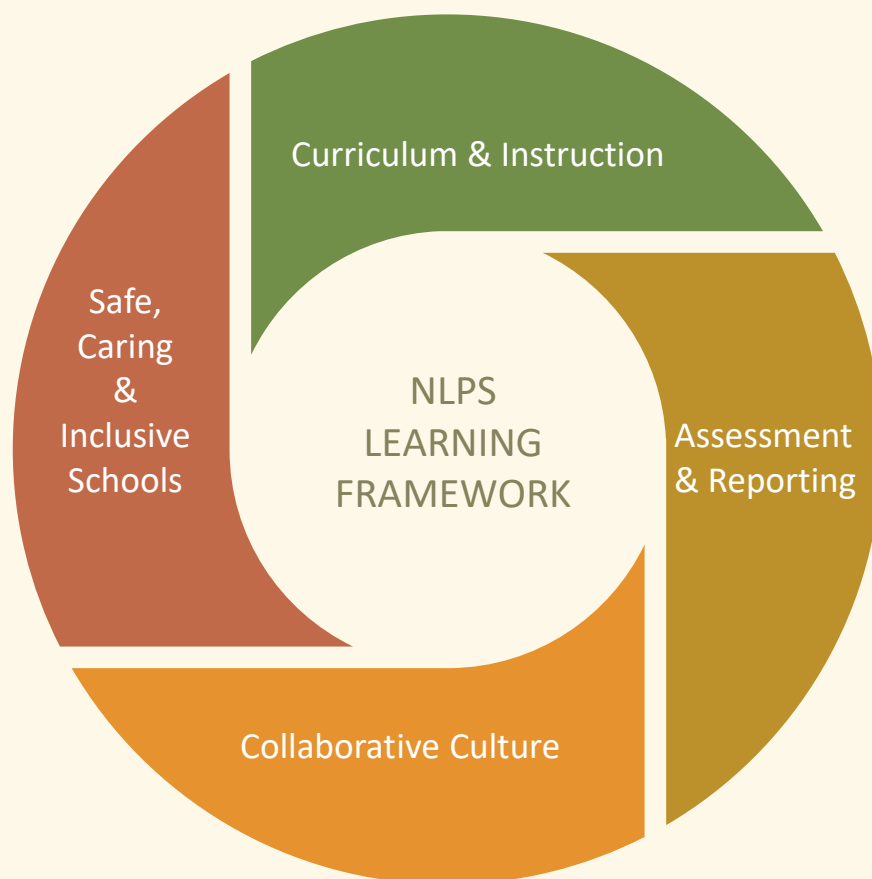 Curriculum & Instruction
Safe,
Caring
&
Inclusive
Schools
NLPS
LEARNING
FRAMEWORK
Assessment
& Reporting
Collaborative Culture